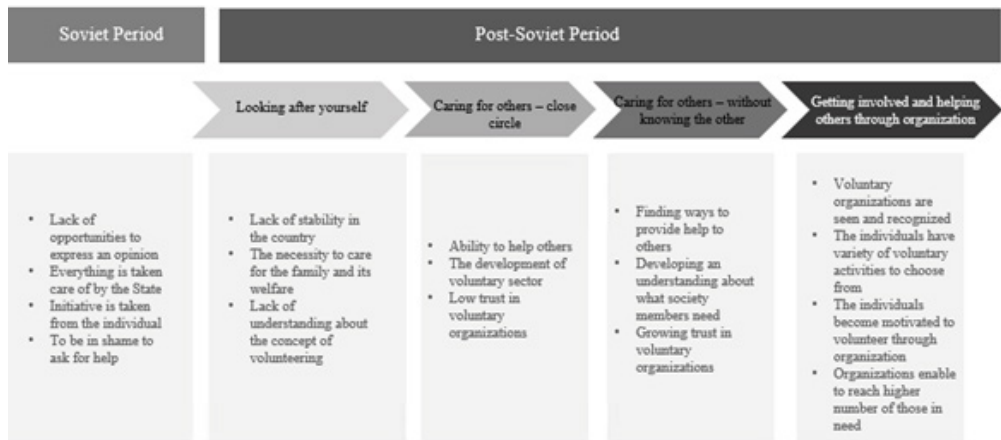 Soviet Period
Post-Soviet Period
Looking after yourself
Caring for others – close
circle
Caring for others – without
knowing the other
Getting involved and helping
others through organization
• Lack of
opportunities to
express an opinion
• Everything is taken
care of by the State
• Initiative is taken
from the individual
• To be in shame to
ask for help
• Lack of stability in
the country
• The necessity to care
for the family and its
welfare
• Lack of
understanding about
the concept of
volunteering
• Ability to help others
• The development of
voluntary sector
• Low trust in
voluntary
organizations
• Finding ways to
provide help to
others
• Developing an
understanding about
what society
members need
• Growing trust in
voluntary
organizations
• Voluntary
organizations are
seen and recognized
• The individuals have
variety of voluntary
activities to choose
from
• The individuals
become motivated to
volunteer through
organization
• Organizations enable
to reach higher
number of those in
need